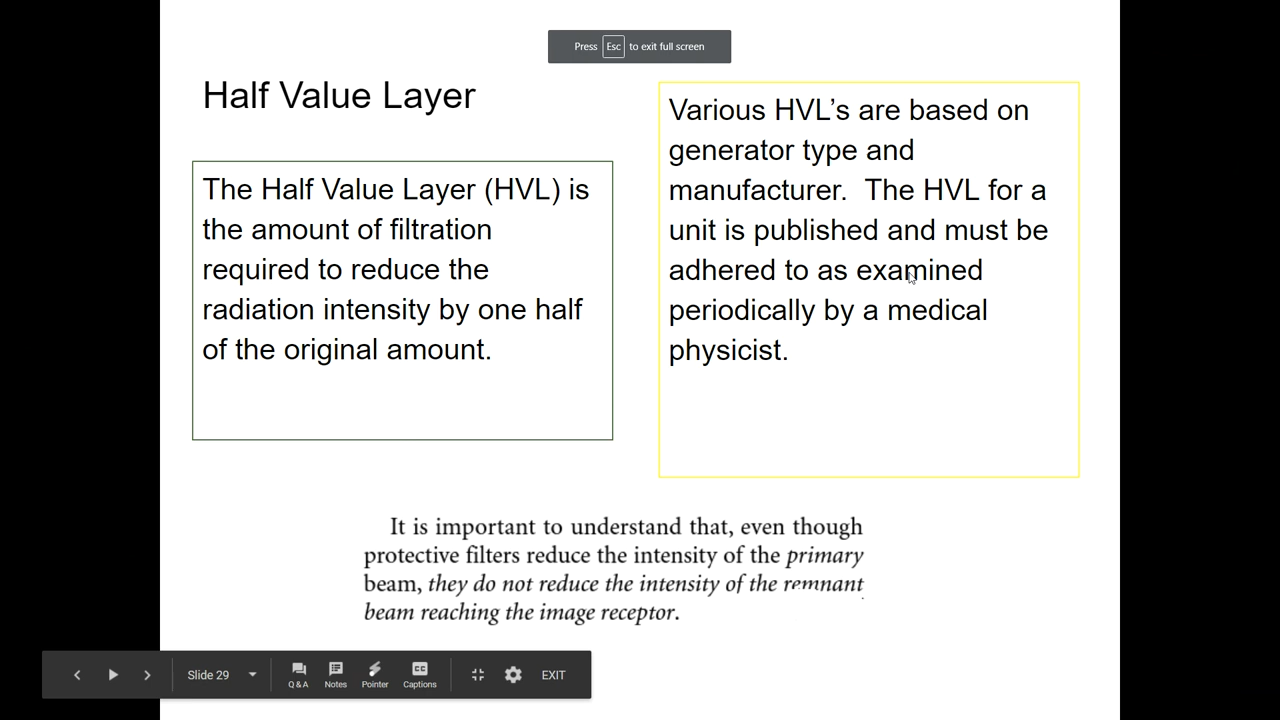 Press Esc to exit full screen
Half Value Layer
The Half Value Layer (HVL) is
the amount of filtration
required to reduce the
radiation intensity by one half
of the original amount.
Various HVL’s are based on
generator type and
manufacturer.  The HVL for a
unit is published and must be
adhered to as examined
periodically by a medical
physicist.
It is important to understand that, even though
protective filters reduce the intensity of the primary
beam, they do not reduce the intensity of the remnant
beam reaching the image receptor.
Slide 29
Q & A
Notes
Pointer
CC
Captions
EXIT